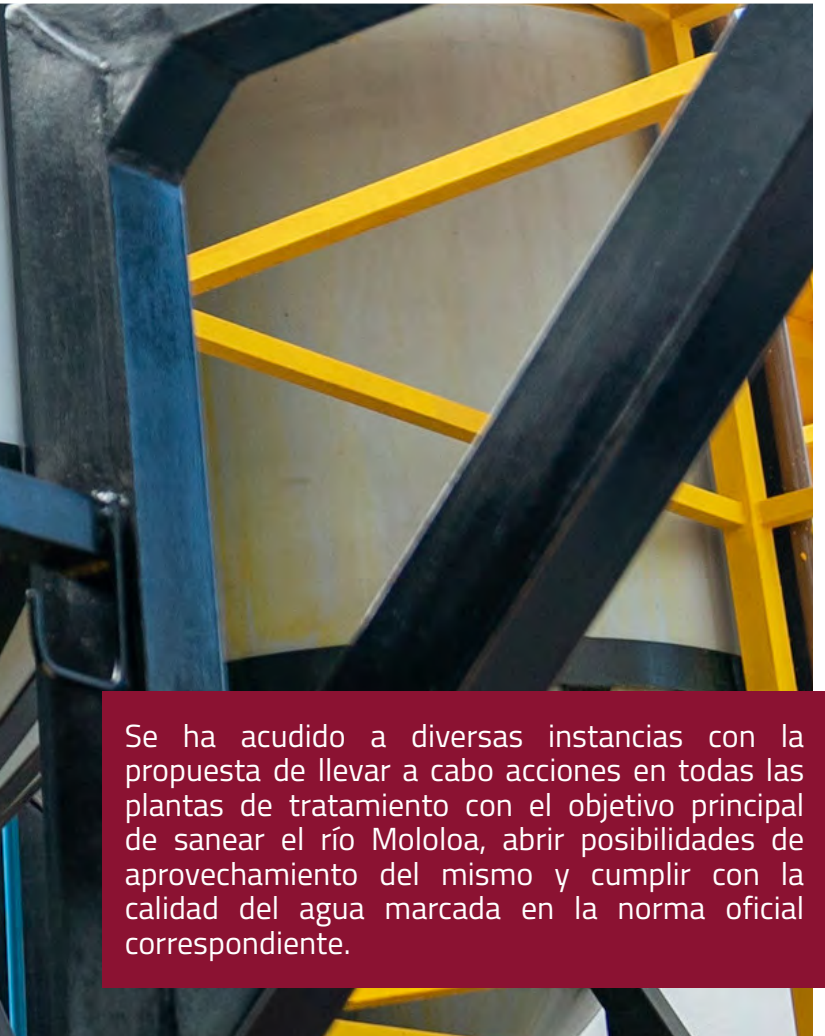 Se ha acudido a diversas instancias con la
propuesta de llevar a cabo acciones en todas las
plantas de tratamiento con el objetivo principal
de sanear el río Mololoa, abrir posibilidades de
aprovechamiento del mismo y cumplir con la
calidad del agua marcada en la norma oficial
correspondiente.